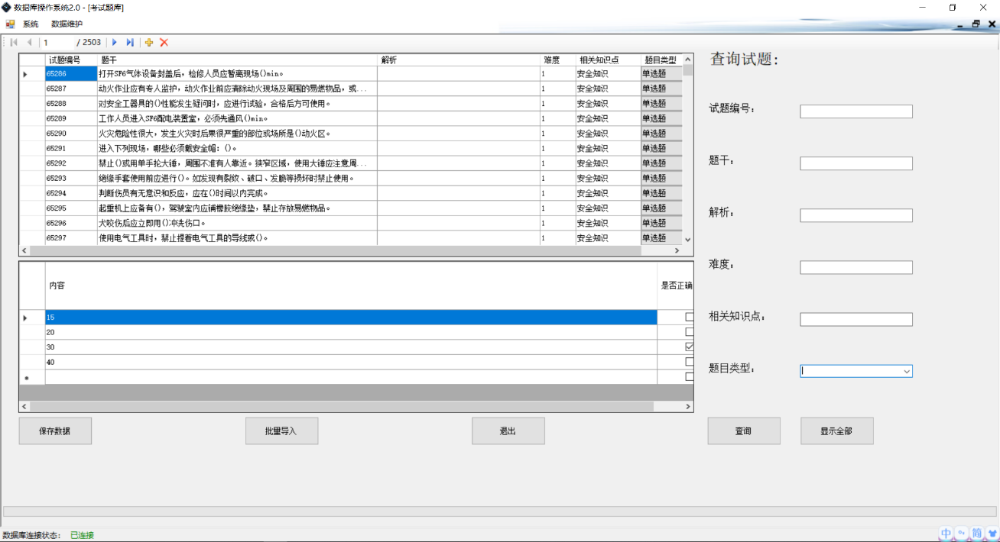 数据库操作系统2.0 - [考试题库]
系统 数据维护
1 / 2503
试题编号 题干 解析 难度 相关知识点 题目类型
65286 打开SF6气体设备封盖后，检修人员应暂离现场()min。 1 安全知识 单选题
65287 动火作业应有专人监护，动火作业前应清除动火现场及周围的易燃物品，或... 1 安全知识 单选题
65288 对安全工器具的()性能发生疑问时，应进行试验，合格后方可使用。 1 安全知识 单选题
65289 工作人员进入SF6配电装置室，必须先通风()min。 1 安全知识 单选题
65290 火灾危险性很大，发生火灾时后果很严重的部位或场所是()动火区。 1 安全知识 单选题
65291 进入下列现场，哪些必须戴安全帽：()。 1 安全知识 单选题
65292 禁止()或用单手抡大锤，周围不准有人靠近。狭窄区域，使用大锤应注意周... 1 安全知识 单选题
65293 绝缘手套使用前应进行()。如发现有裂纹、破口、发脆等损坏时禁止使用。 1 安全知识 单选题
65294 判断伤员有无意识和反应，应在()时间以内完成。 1 安全知识 单选题
65295 起重机上应备有()，驾驶室内应铺橡胶绝缘垫，禁止存放易燃物品。 1 安全知识 单选题
65296 犬咬伤后应立即用()冲洗伤口。 1 安全知识 单选题
65297 使用电气工具时，禁止提着电气工具的导线或()。 1 安全知识 单选题
内容 是否正确
15
20
30
40
保存数据 批量导入 退出
查询试题：
试题编号：
题干：
解析：
难度：
相关知识点：
题目类型：
查询 显示全部
数据库连接状态： 已连接
中 简